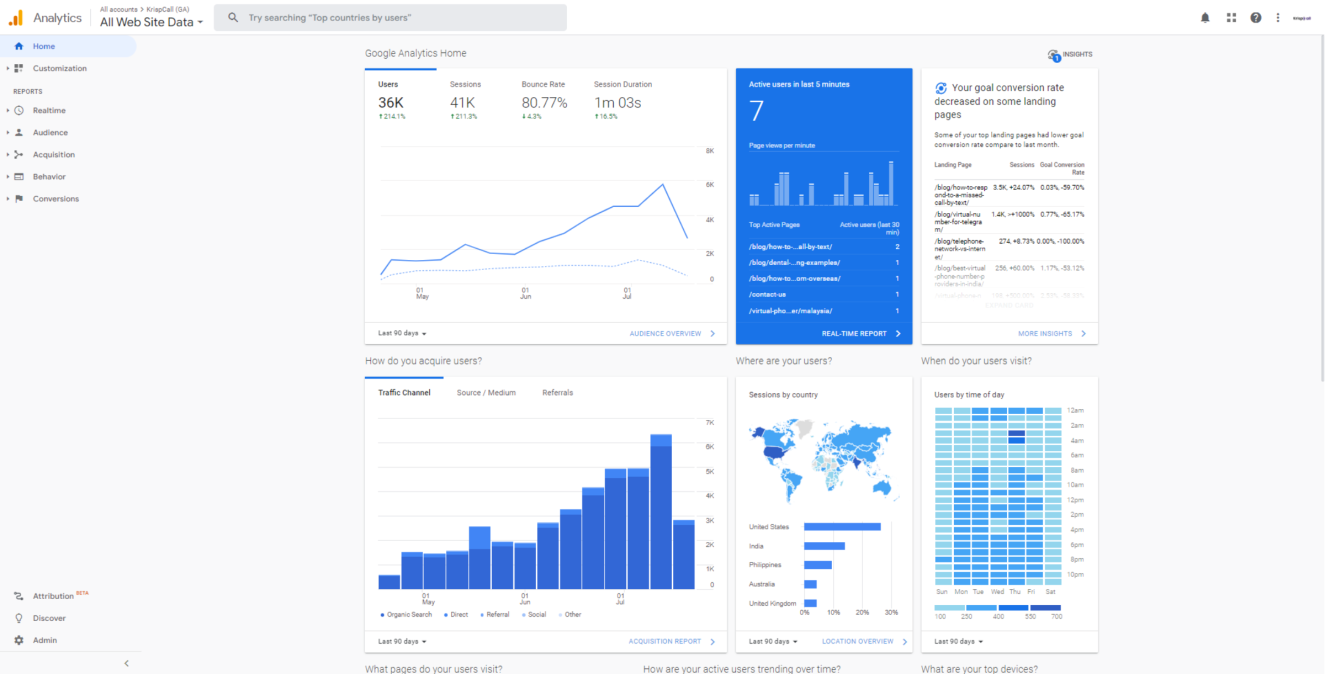 Analytics
All accounts > KrispCall (GA)
All Web Site Data
Try searching "Top countries by users"
Home
Customization
REPORTS
Realtime
Audience
Acquisition
Behavior
Conversions
Attribution BETA
Discover
Admin
Google Analytics Home
1
INSIGHTS
Users
36K
214.1%
Sessions
41K
211.3%
Bounce Rate
80.77%
4.3%
Session Duration
1m 03s
16.5%
8K
6K
4K
2K
0
01
May
01
Jun
01
Jul
Last 90 days
AUDIENCE OVERVIEW
Active users in last 5 minutes
7
Page views per minute
Top Active Pages
Active users (last 30
min)
/blog/how-to-...all-by-text/ 2
/blog/dental-...ng-examples/ 1
/blog/how-to...om-overseas/ 1
/contact-us 1
/virtual-pho...er/malaysia/ 1
REAL-TIME REPORT
Your goal conversion rate
decreased on some landing
pages
Some of your top landing pages had lower goal
conversion rate compare to last month.
Landing Page Sessions Goal Conversion
Rate
/blog/how-to-resp 3.5K, +24.07% 0.03%, -59.70%
ond-to-a-missed-
call-by-text/
/blog/virtual-nu 1.4K, >+1000% 0.77%, -65.17%
mber-for-telegra
m/
/blog/telephone- 274, +8.73% 0.00%, -100.00%
network-vs-intern
et/
/blog/best-virtual 256, +60.00% 1.17%, -53.12%
-phone-number-p
roviders-in-india/
MORE INSIGHTS
How do you acquire users?
Traffic Channel
Source / Medium
Referrals
7K
6K
5K
4K
3K
2K
1K
0
01
May
01
Jun
01
Jul
Organic Search
Direct
Referral
Social
Other
Last 90 days
ACQUISITION REPORT
Where are your users?
Sessions by country
United States
India
Philippines
Australia
United Kingdom
0% 10% 20% 30%
Last 90 days
LOCATION OVERVIEW
When do your users visit?
Users by time of day
12am
2am
4am
6am
8am
10am
12pm
2pm
4pm
6pm
8pm
10pm
Sun Mon Tue Wed Thu Fri Sat
100 250 400 550 700
Last 90 days
What pages do your users visit?
How are your active users trending over time?
What are your top devices?